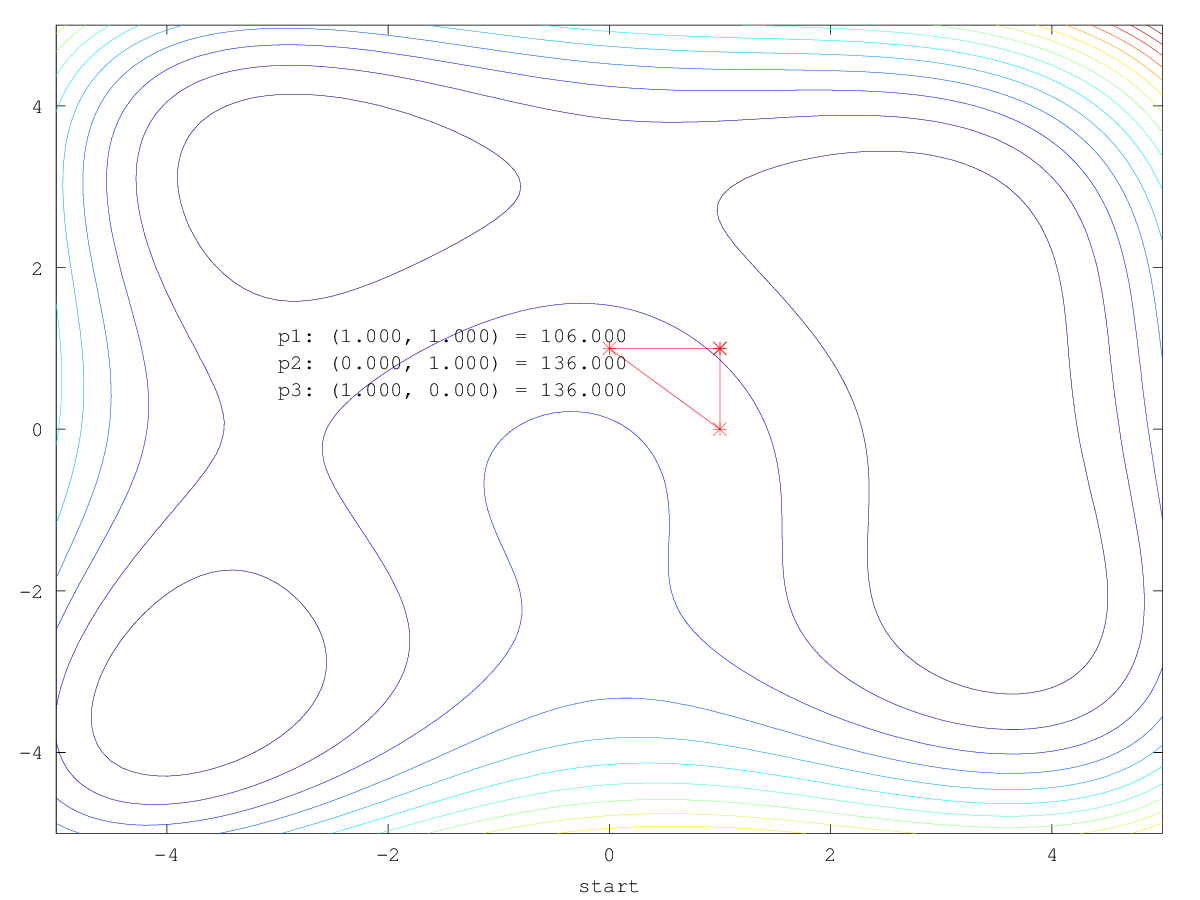 4
2
p1: (1.000, 1.000) = 106.000
p2: (0.000, 1.000) = 136.000
p3: (1.000, 0.000) = 136.000
0
-2
-4
-4 -2 0 2 4
start